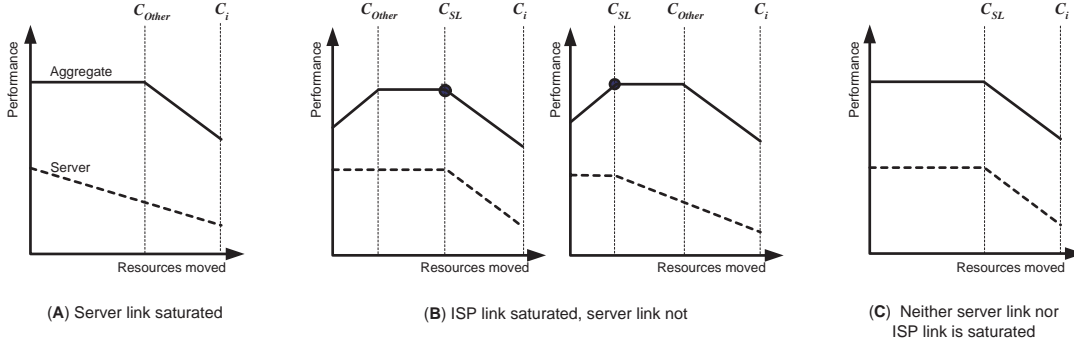 C_Other C_i
Performance
Aggregate
Server
Resources moved
(A) Server link saturated
C_Other C_SL C_i
Performance
Resources moved
C_SL C_Other C_i
Performance
Resources moved
(B) ISP link saturated, server link not
C_SL C_i
Performance
Resources moved
(C) Neither server link nor
ISP link is saturated